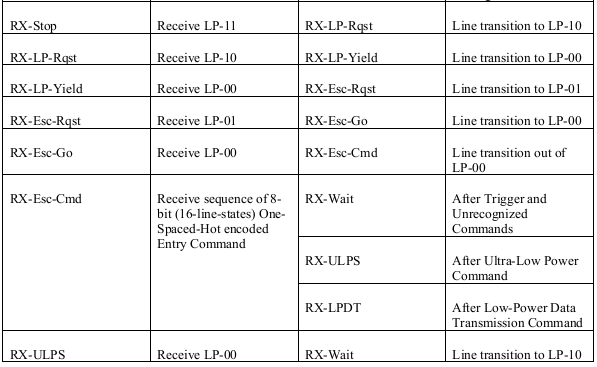 RX-Stop Receive LP-11 RX-LP-Rqst Line transition to LP-10
RX-LP-Rqst Receive LP-10 RX-LP-Yield Line transition to LP-00
RX-LP-Yield Receive LP-00 RX-Esc-Rqst Line transition to LP-01
RX-Esc-Rqst Receive LP-01 RX-Esc-Go Line transition to LP-00
RX-Esc-Go Receive LP-00 RX-Esc-Cmd Line transition out of
LP-00
RX-Esc-Cmd Receive sequence of 8- RX-Wait After Trigger and
bit (16-line-states) One- Unrecognized
Spaced-Hot encoded Commands
Entry Command
RX-ULPS After Ultra-Low Power
Command
RX-LPDT After Low-Power Data
Transmission Command
RX-ULPS Receive LP-00 RX-Wait Line transition to LP-10